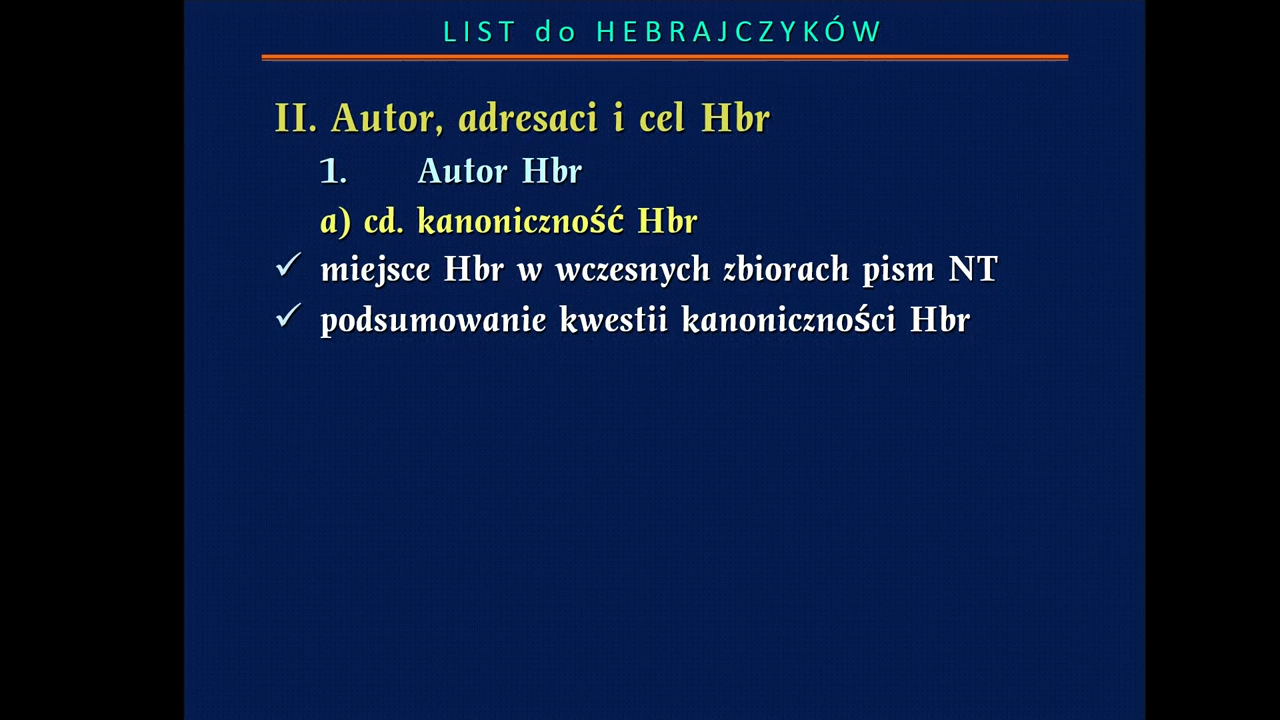 LIST do HEBRAJCZYKÓW
II. Autor, adresaci i cel Hbr
1. Autor Hbr
a) cd. kanoniczność Hbr
✓ miejsce Hbr w wczesnych zbiorach pism NT
✓ podsumowanie kwestii kanoniczności Hbr